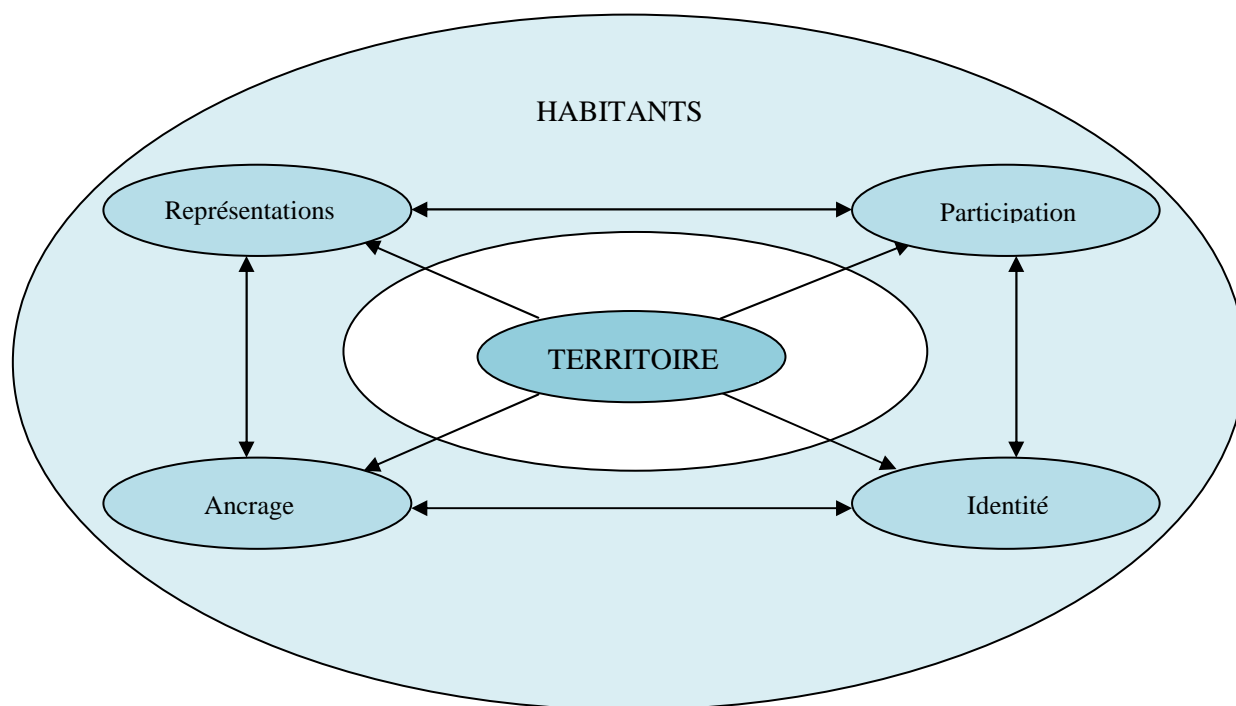 HABITANTS
Représentations
Participation
TERRITOIRE
Ancrage
Identité